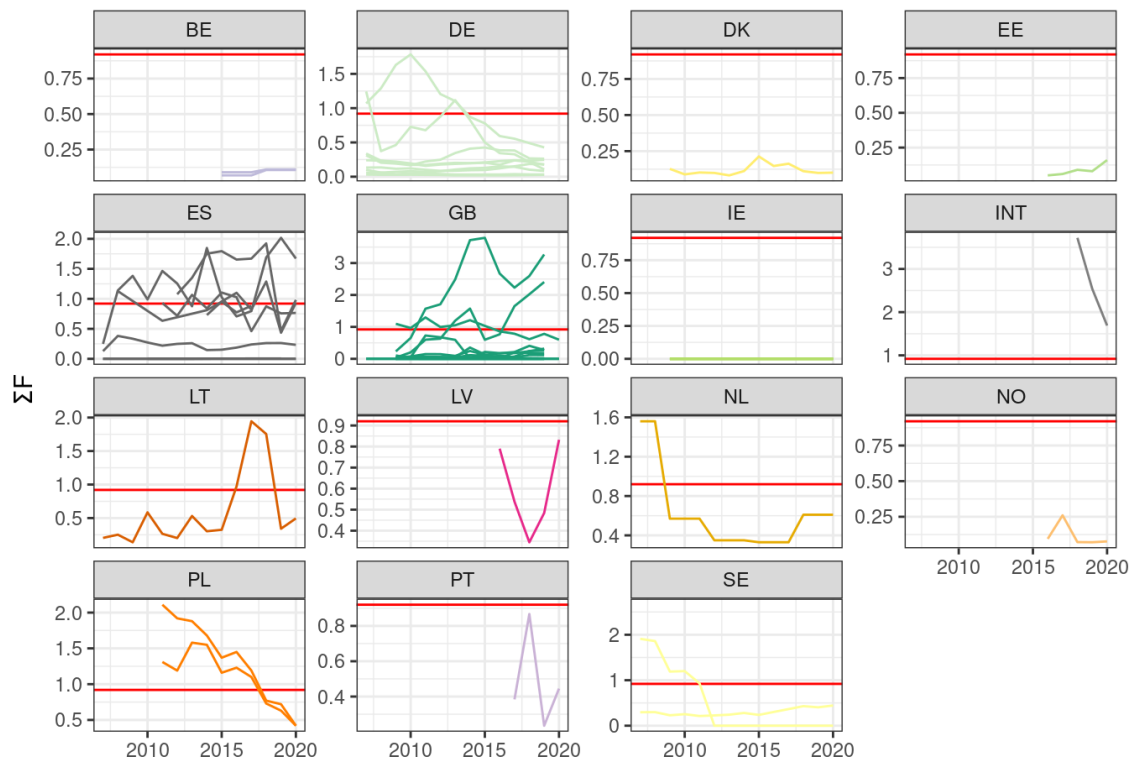 BE DE DK EE
0.75 1.5 0.75 0.75
0.50 1.0 0.50 0.50
0.25 0.5 0.25 0.25
0.0
ES GB IE INT
2.0 3 0.75 3
1.5 2 0.50 2
1.0 1 0.25 1
0.5 0 0.00
0.0
ΣF
LT LV NL NO
2.0 0.9 1.6 0.75
1.5 0.8 1.2 0.50
1.0 0.7 0.8 0.25
0.5 0.6 0.4
0.5
0.4
2010 2015 2020
PL PT SE
2.0 0.8 2
1.5 0.6 1
1.0 0.4 0
0.5
2010 2015 2020 2010 2015 2020 2010 2015 2020